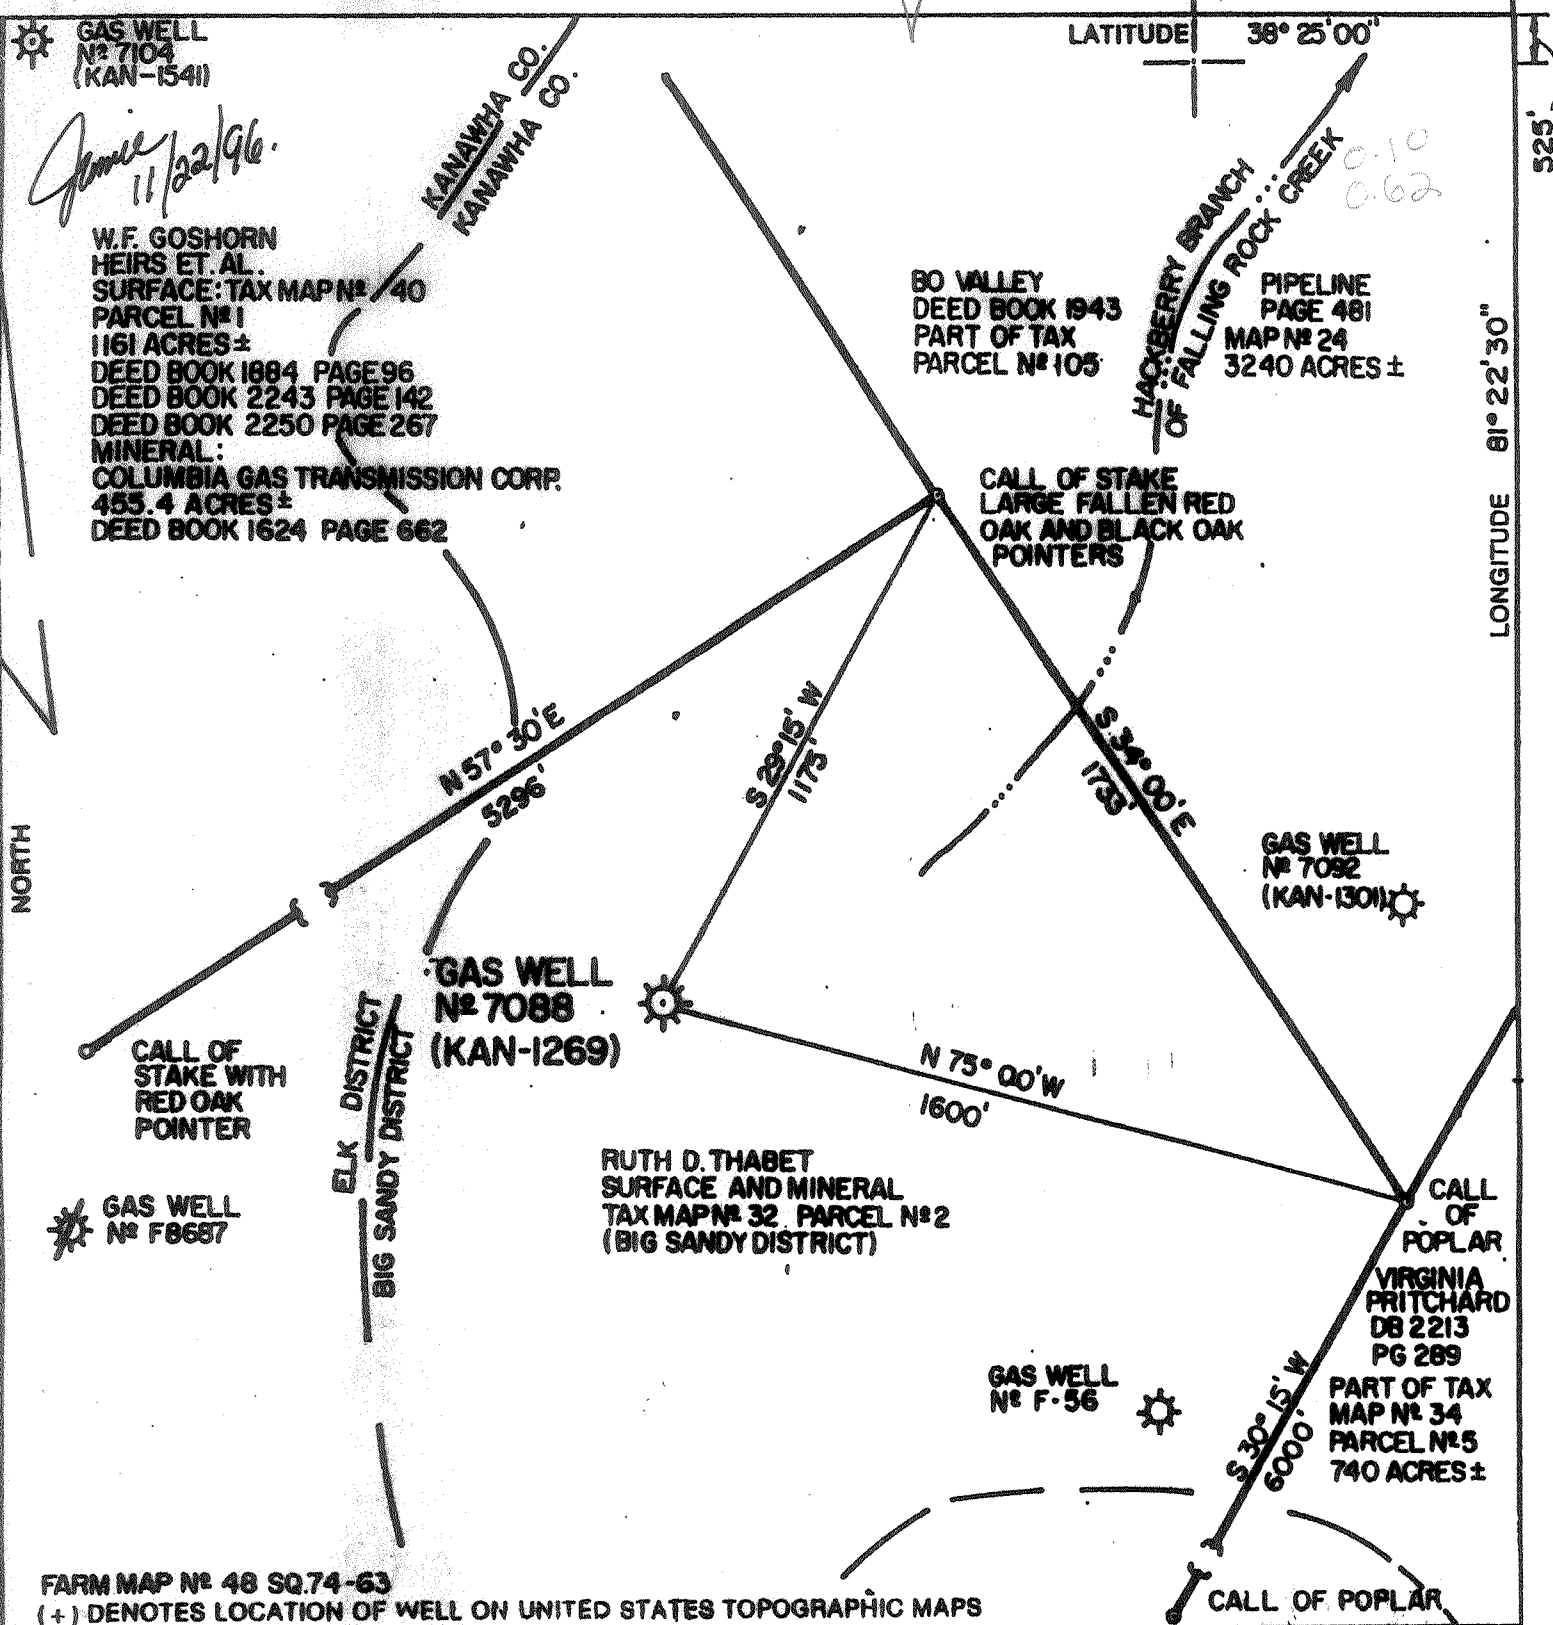 GAS WELL
Nº 7104
(KAN-1541)
Jamie
11/22/96.
KANAWHA CO.
KANAWHA CO.
LATITUDE 38° 25'00"
525'
0.10
0.62
W.F. GOSHORN
HEIRS ET. AL.
SURFACE: TAX MAP Nº 40
PARCEL Nº 1
1161 ACRES ±
DEED BOOK 1884 PAGE 96
DEED BOOK 2243 PAGE 142
DEED BOOK 2250 PAGE 267
MINERAL:
COLUMBIA GAS TRANSMISSION CORP.
455.4 ACRES ±
DEED BOOK 1624 PAGE 662
BO VALLEY PIPELINE
DEED BOOK 1943 PAGE 481
PART OF TAX MAP Nº 24
PARCEL Nº 105 3240 ACRES ±
HACKBERRY BRANCH
OF FALLING ROCK CREEK
LONGITUDE 81° 22' 30"
CALL OF STAKE
LARGE FALLEN RED
OAK AND BLACK OAK
POINTERS
N 57° 30' E
5296'
S 29° 15' W
1175'
S. 34° 00' E
1733'
NORTH
GAS WELL
Nº 7092
(KAN-1301)
GAS WELL
Nº 7088
(KAN-1269)
CALL OF
STAKE WITH
RED OAK
POINTER
ELK DISTRICT
BIG SANDY DISTRICT
N 75° 00' W
1600'
GAS WELL
Nº F8687
RUTH D. THABET
SURFACE AND MINERAL
TAX MAP Nº 32 PARCEL Nº 2
(BIG SANDY DISTRICT)
CALL
OF
POPLAR
VIRGINIA
PRITCHARD
DB 2213
PG 289
PART OF TAX
MAP Nº 34
PARCEL Nº 5
740 ACRES ±
GAS WELL
Nº F-56
S 30° 15' W
6000'
CALL OF POPLAR
FARM MAP Nº 48 SQ. 74-63
(+) DENOTES LOCATION OF WELL ON UNITED STATES TOPOGRAPHIC MAPS